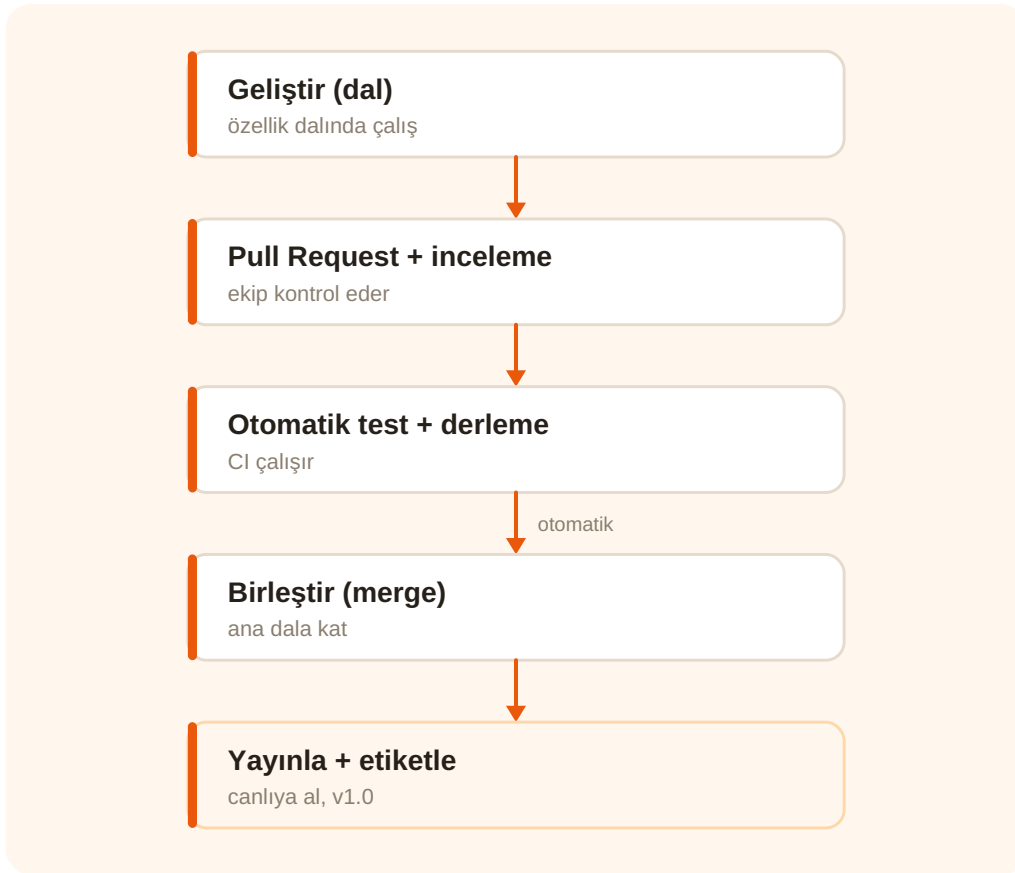 Geliştir (dal)
özellik dalında çalış
Pull Request + inceleme
ekip kontrol eder
Otomatik test + derleme
CI çalışır
otomatik
Birleştir (merge)
ana dala kat
Yayınla + etiketle
canlıya al, v1.0